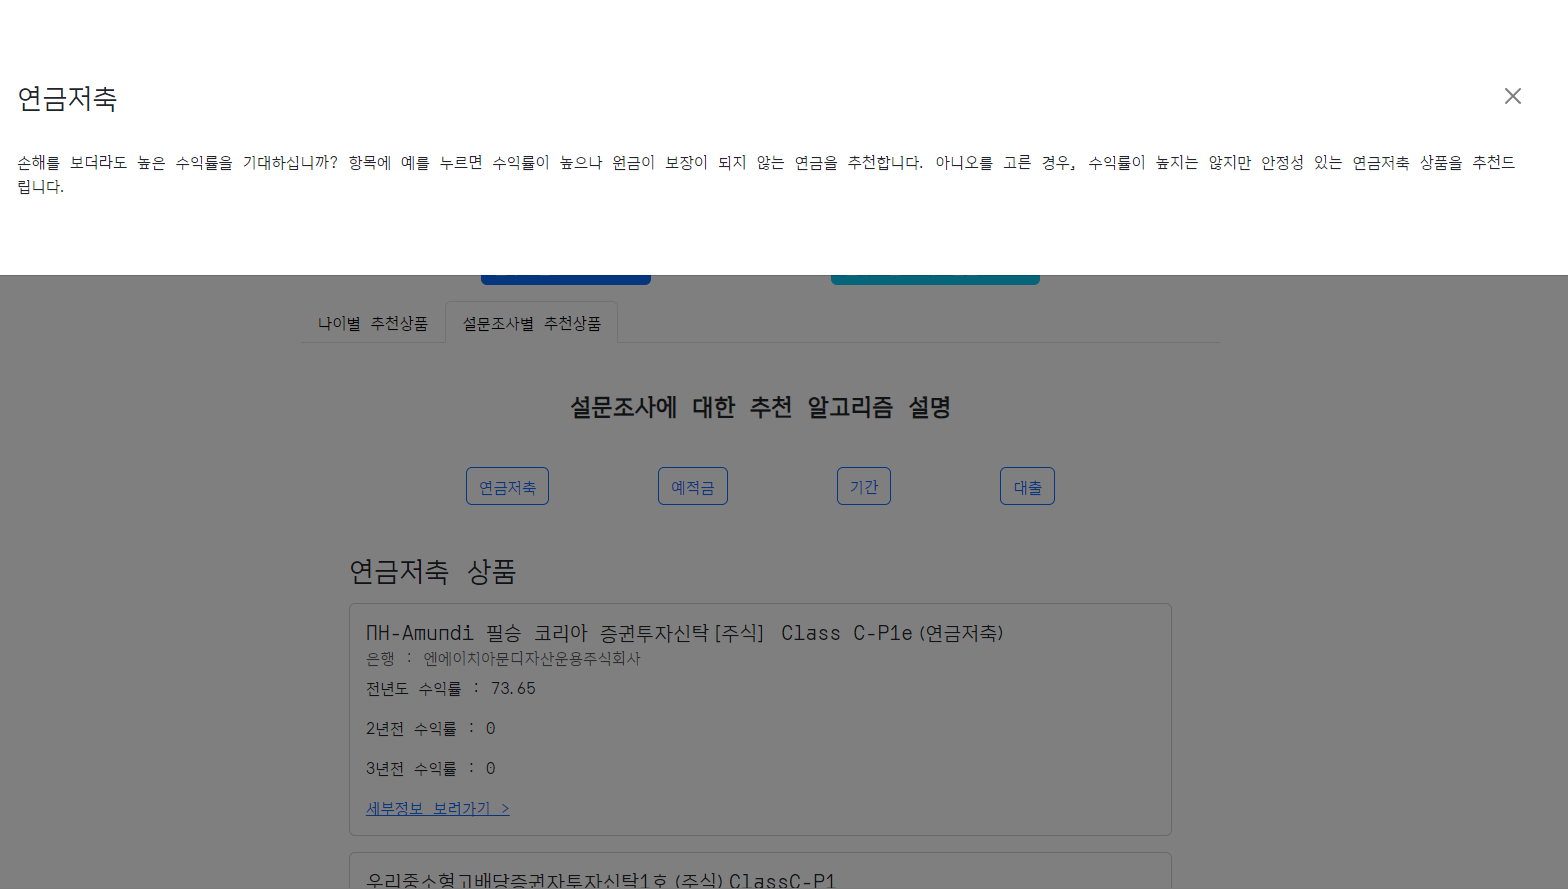 연금저축
손해를 보더라도 높은 수익률을 기대하십니까? 항목에 예를 누르면 수익률이 높으나 원금이 보장이 되지 않는 연금을 추천합니다. 아니오를 고른 경우, 수익률이 높지는 않지만 안정성 있는 연금저축 상품을 추천드
립니다.
나이별 추천상품 설문조사별 추천상품
설문조사에 대한 추천 알고리즘 설명
연금저축 예적금 기간 대출
연금저축 상품
NH-Amundi 필승 코리아 증권투자신탁[주식] Class C-P1e(연금저축)
은행 : 엔에이치아문디자산운용주식회사
전년도 수익률 : 73.65
2년전 수익률 : 0
3년전 수익률 : 0
세부정보 보러가기 >
우리중소형고배당증권자투자신탁1호(주식)ClassC-P1